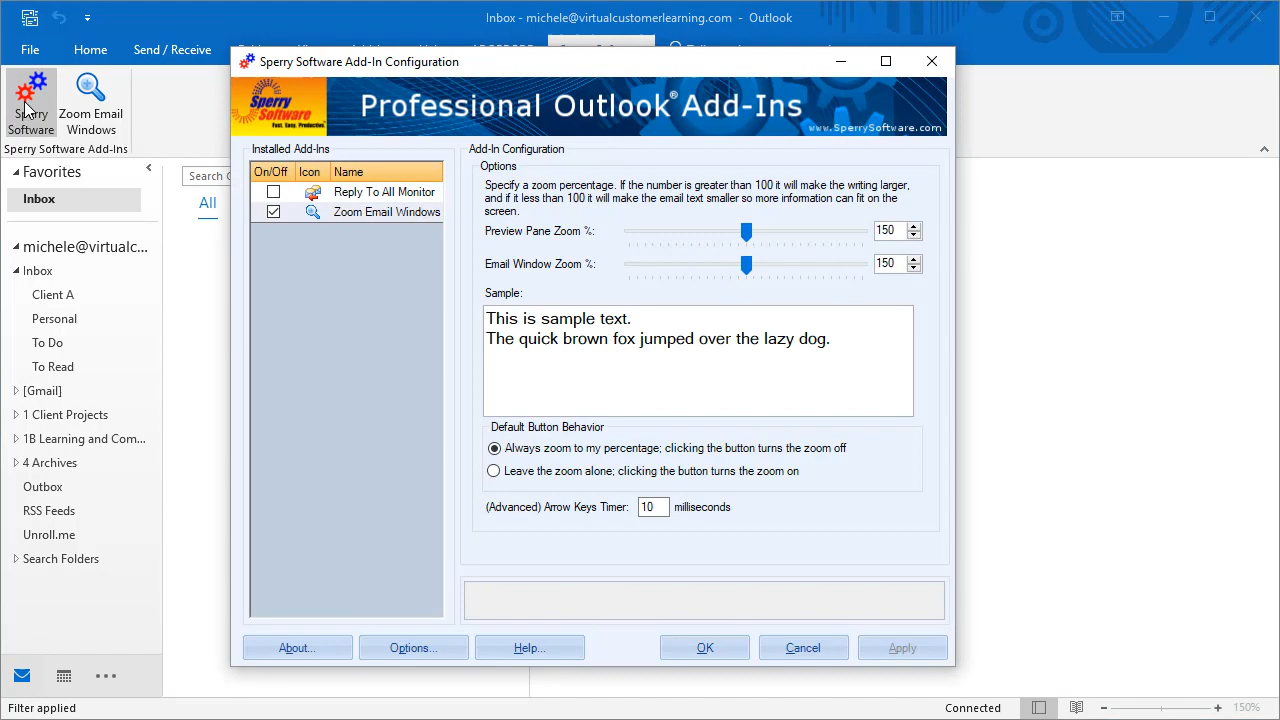 Inbox - michele@virtualcustomerlearning.com - Outlook
File Home Send / Receive
Sperry Software
Zoom Email Windows
Sperry Software Add-Ins
Favorites
Inbox
michele@virtualc...
Inbox
Client A
Personal
To Do
To Read
[Gmail]
1 Client Projects
1B Learning and Com...
4 Archives
Outbox
RSS Feeds
Unroll.me
Search Folders
Search
All
Sperry Software Add-In Configuration
Sperry Software
Fast. Easy. Productive.
Professional Outlook® Add-Ins
www.SperrySoftware.com
Installed Add-Ins
On/Off Icon Name
Reply To All Monitor
Zoom Email Windows
Add-In Configuration
Options
Specify a zoom percentage. If the number is greater than 100 it will make the writing larger,
and if it less than 100 it will make the email text smaller so more information can fit on the
screen.
Preview Pane Zoom %: 150
Email Window Zoom %: 150
Sample:
This is sample text.
The quick brown fox jumped over the lazy dog.
Default Button Behavior
Always zoom to my percentage; clicking the button turns the zoom off
Leave the zoom alone; clicking the button turns the zoom on
(Advanced) Arrow Keys Timer: 10 milliseconds
About... Options... Help... OK Cancel Apply
Filter applied
Connected
150%